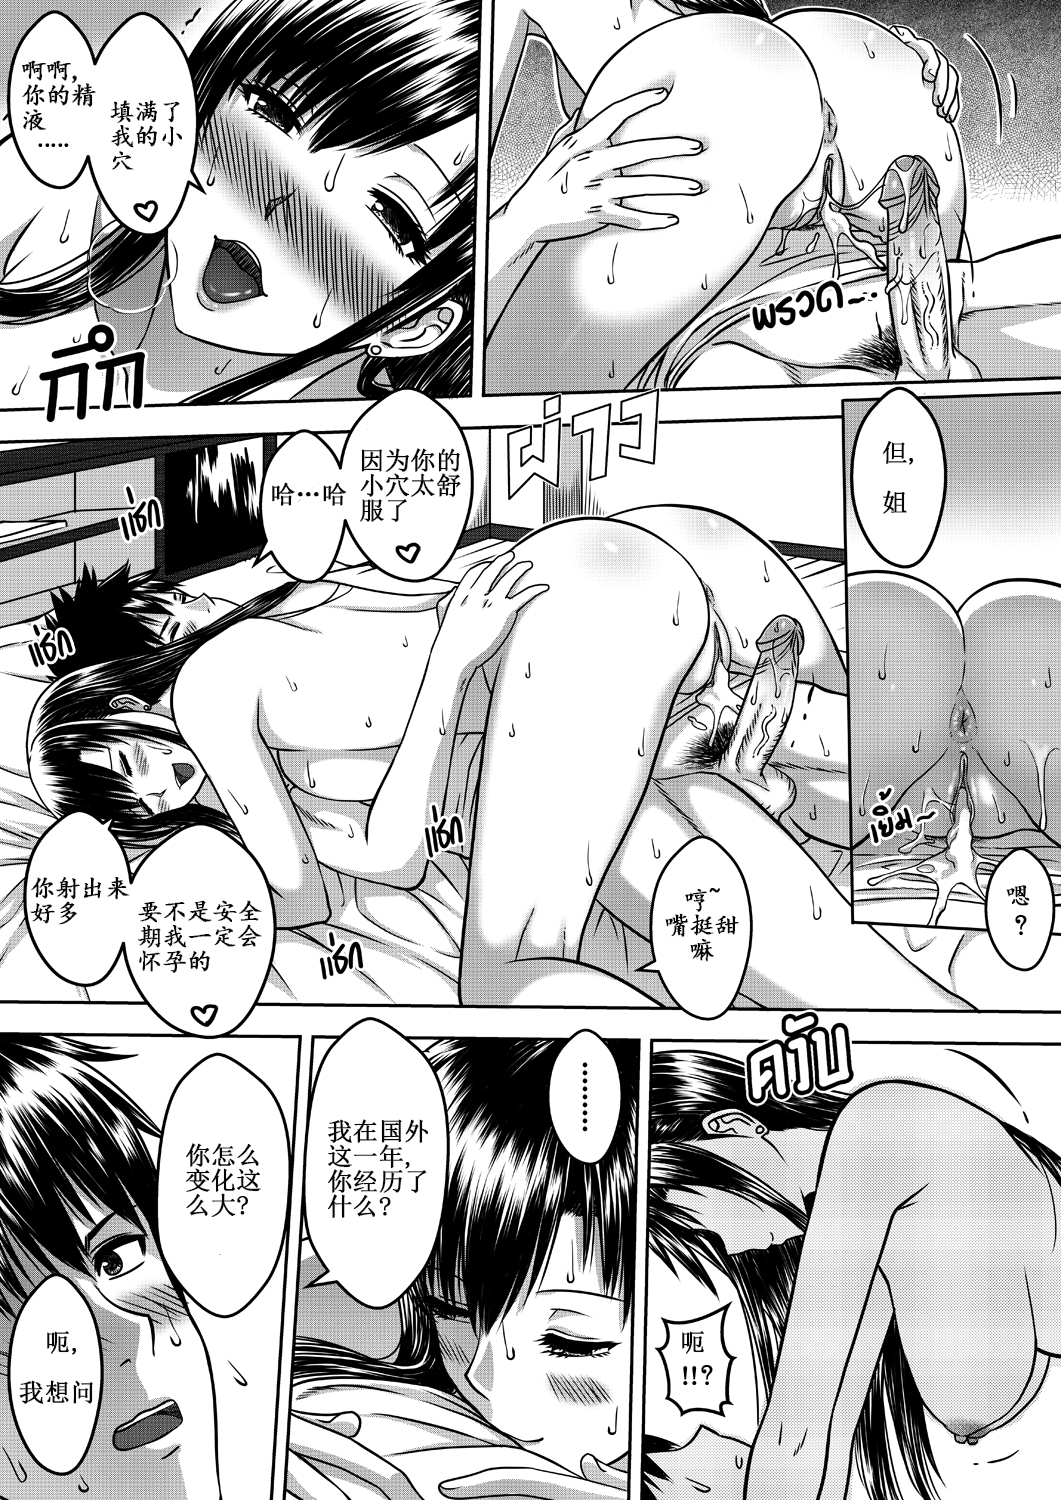 啊啊,
你的精
液
.....
填满了
我的小
穴
กึก
พรวด~
哈…哈
因为你的
小穴太舒
服了
ผ่าง
แช่ก
แช่ก
แช่ก
แช่ก
但,
姐
เยิ้ม~
嗯
?
你射出来
好多
要不是安全
期我一定会
怀孕的
哼~
嘴挺甜
嘛
你怎么
变化这
么大?
呃,
我想问
我在国外
这一年,
你经历了
什么?
………
ควับ
呃
!!?